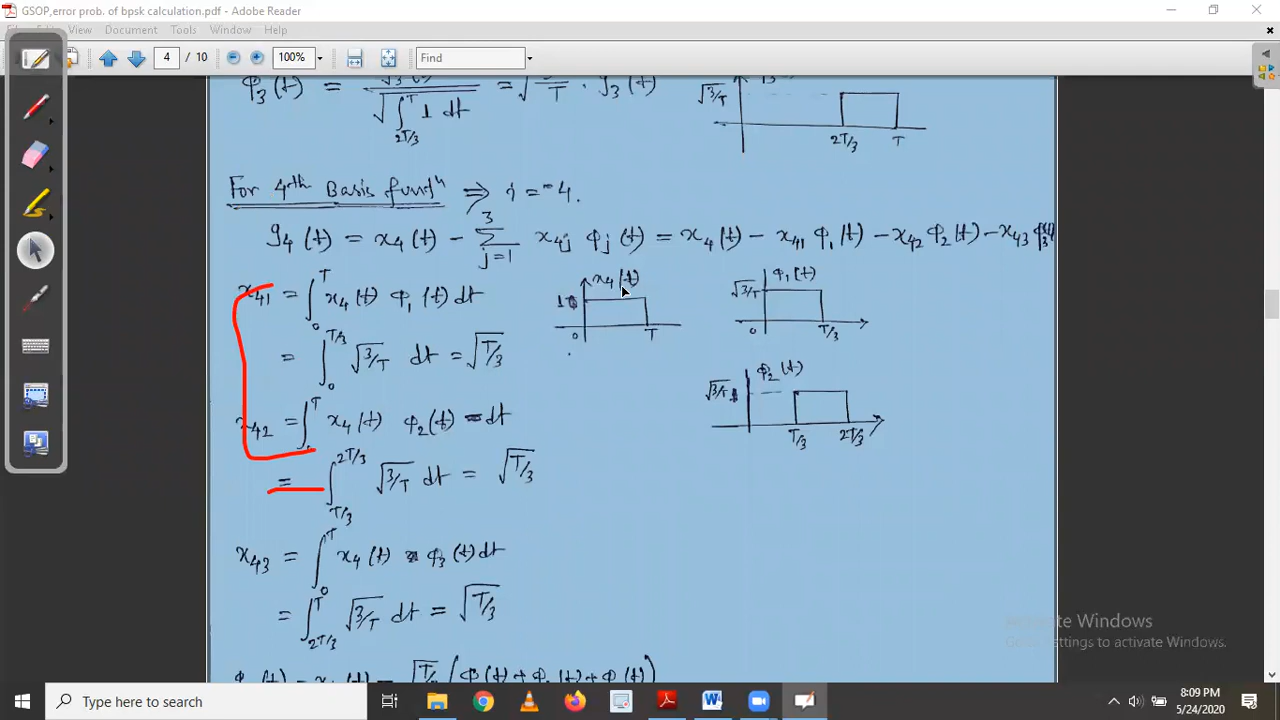 GSOP,error prob. of bpsk calculation.pdf - Adobe Reader
View Document Tools Window Help
4 / 10 100% Find
φ3(t) = = √ T . g3(t)
√∫ 1 dt
2T/3
√3/T
2T/3 T
For 4th Basis funcn ⇒ i = 4.
g4(t) = x4(t) - Σ x4j φj(t) = x4(t) - x41 φ1(t) - x42 φ2(t) - x43 φ3(t)
3
j=1
x41 = ∫0^T x4(t) φ1(t) dt
x4(t)
1
0 T
φ1(t)
√3/T
0 T/3
= ∫0^T/3 √3/T dt = √T/3
φ2(t)
√3/T
T/3 2T/3
x42 = ∫ T x4(t) φ2(t) dt
= ∫T/3^2T/3 √3/T dt = √T/3
x43 = ∫0^T x4(t) φ3(t) dt
= ∫2T/3^T √3/T dt = √T/3
Activate Windows
Go to Settings to activate Windows.
Type here to search
8:09 PM
5/24/2020